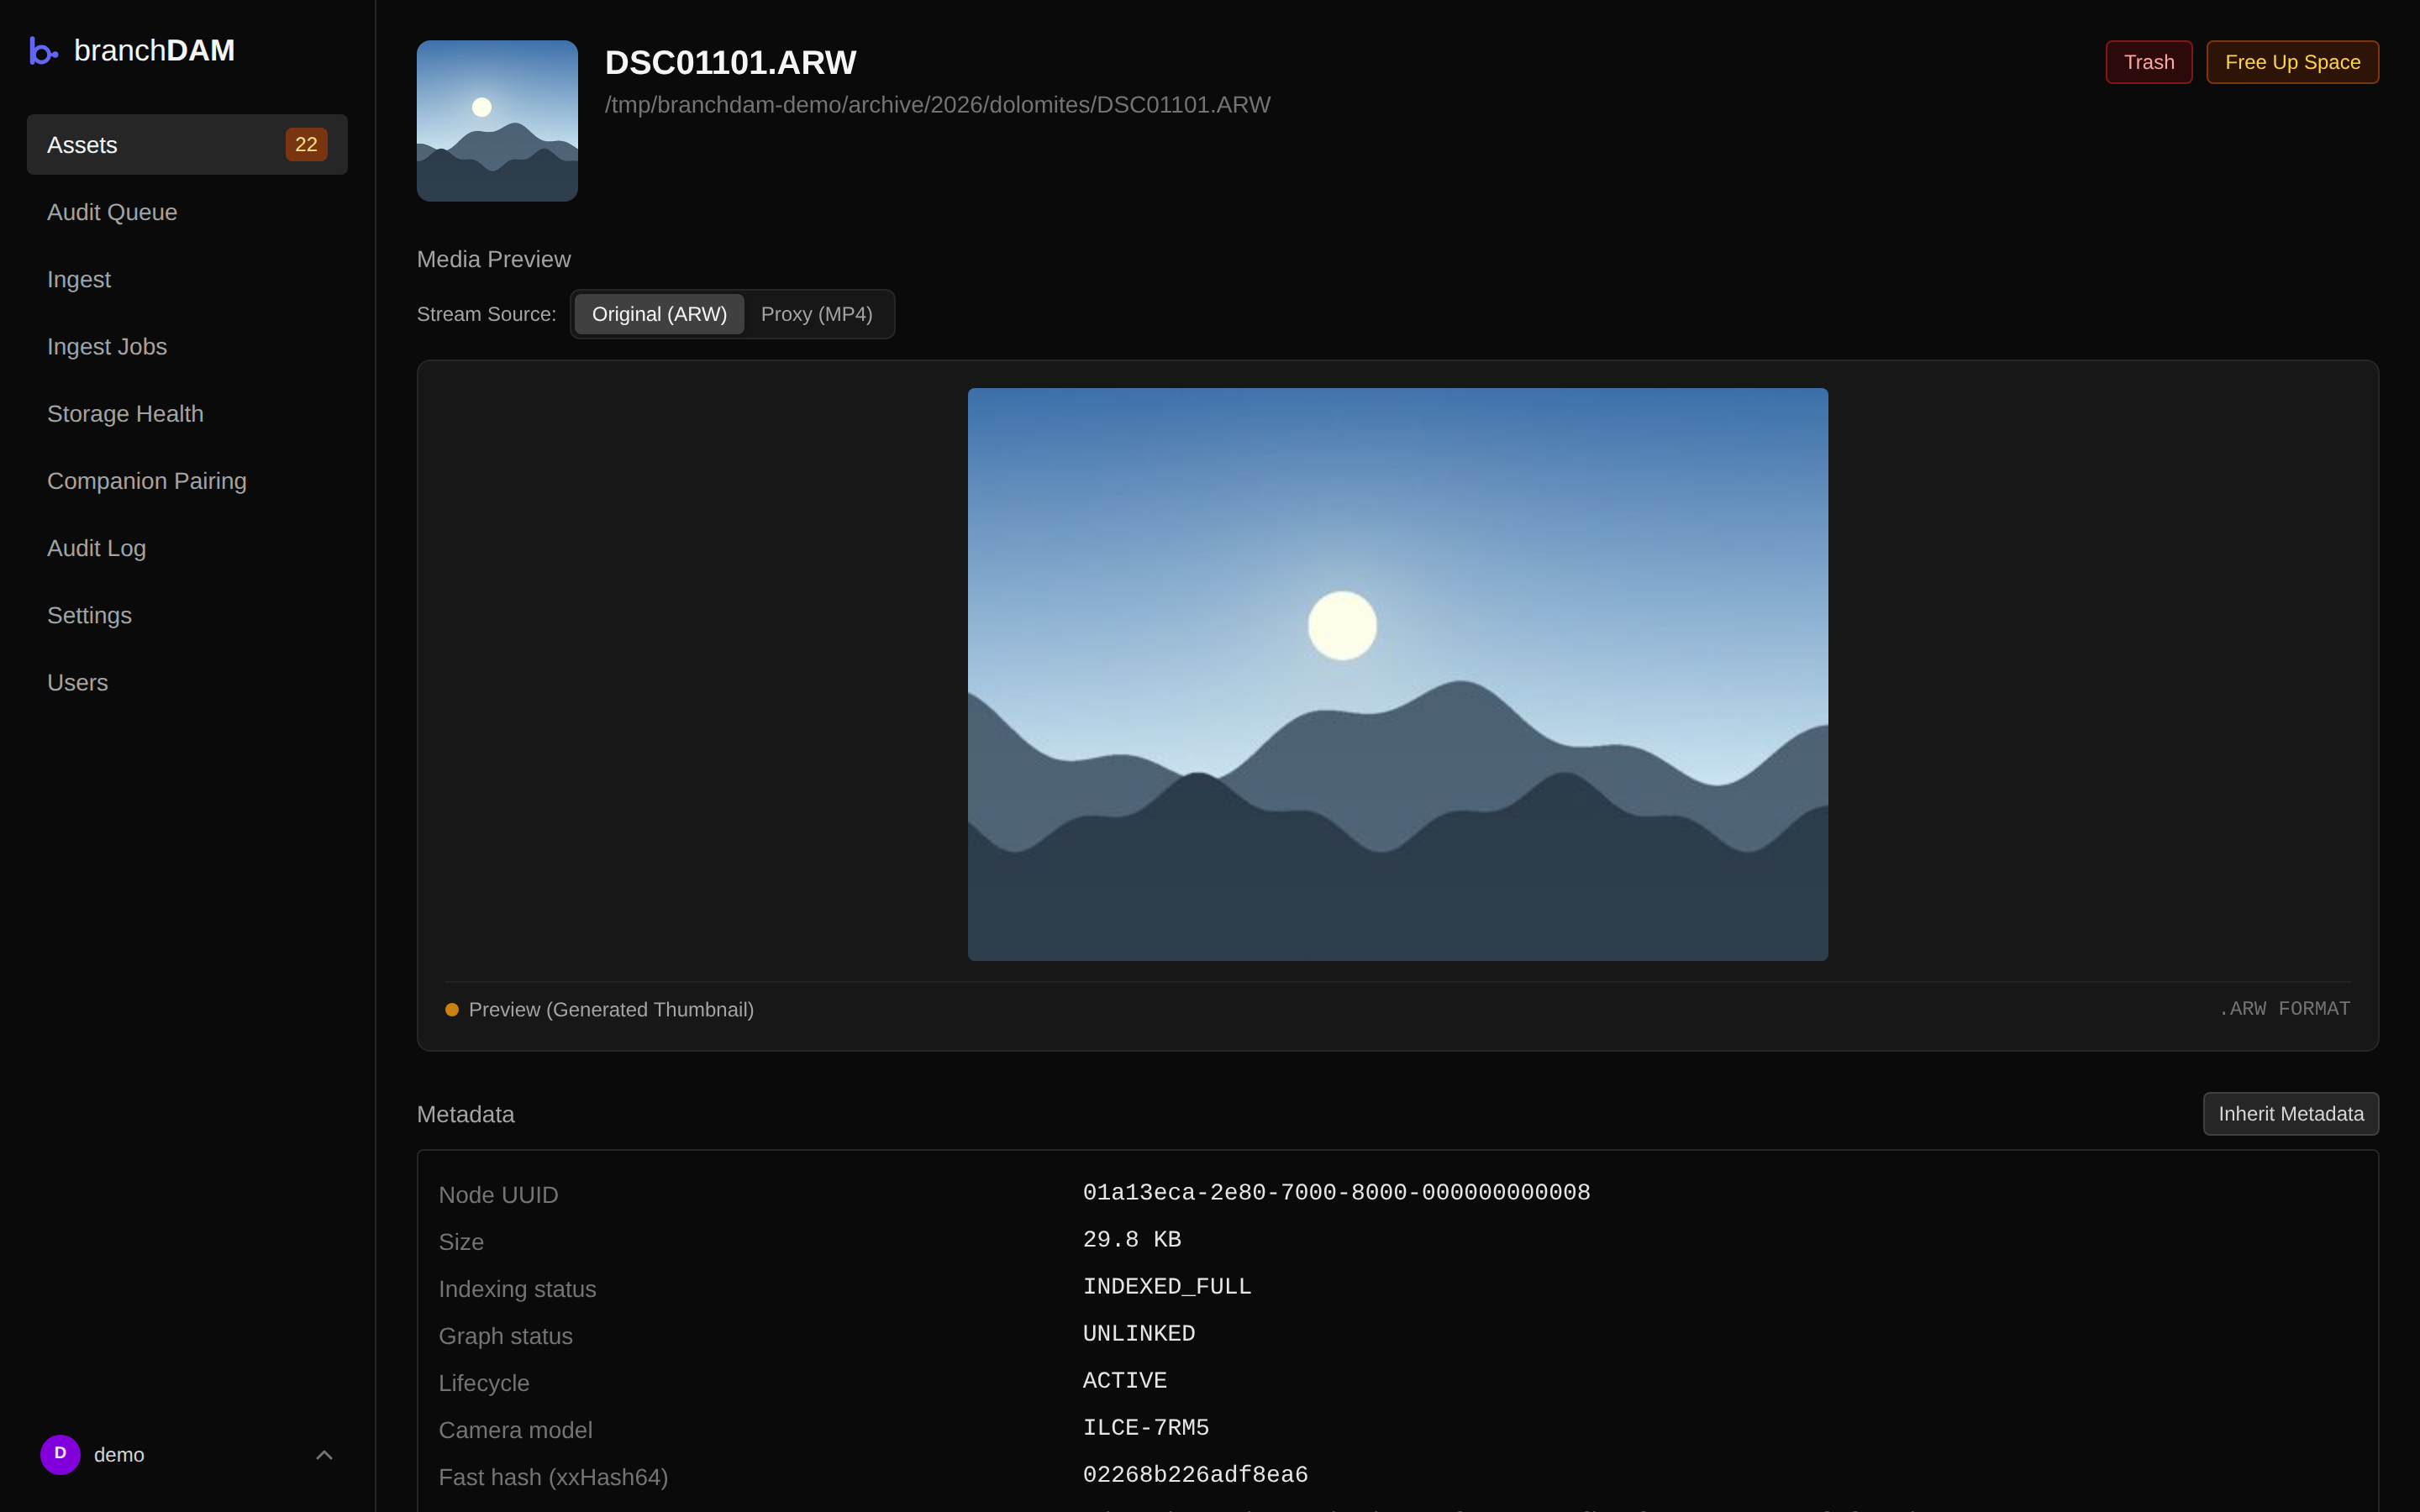 branchDAM
Assets 22
Audit Queue
Ingest
Ingest Jobs
Storage Health
Companion Pairing
Audit Log
Settings
Users
D demo
DSC01101.ARW
/tmp/branchdam-demo/archive/2026/dolomites/DSC01101.ARW
Trash Free Up Space
Media Preview
Stream Source: Original (ARW) Proxy (MP4)
Preview (Generated Thumbnail) .ARW FORMAT
Metadata Inherit Metadata
Node UUID 01a13eca-2e80-7000-8000-000000000008
Size 29.8 KB
Indexing status INDEXED_FULL
Graph status UNLINKED
Lifecycle ACTIVE
Camera model ILCE-7RM5
Fast hash (xxHash64) 02268b226adf8ea6